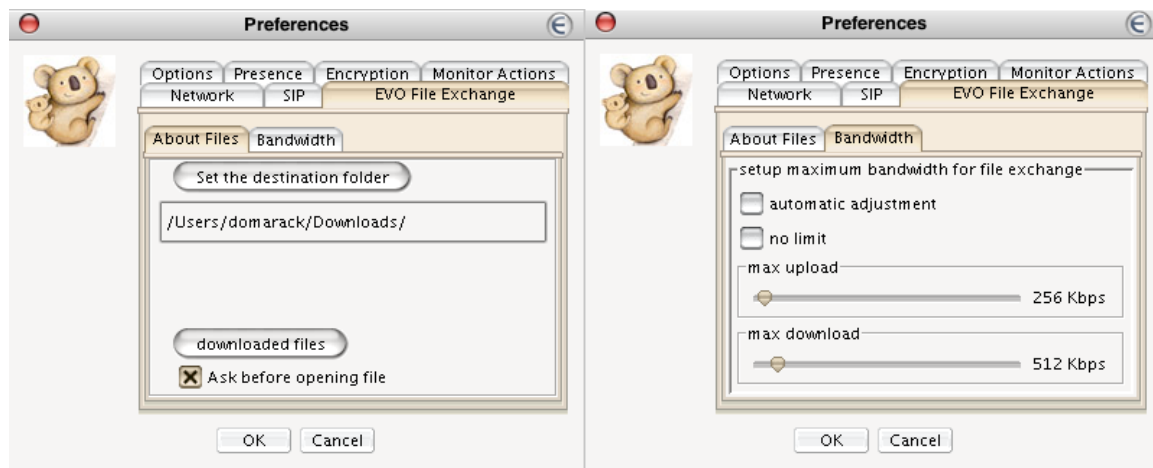 Preferences
Options Presence Encryption Monitor Actions
Network SIP EVO File Exchange
About Files Bandwidth
Set the destination folder
/Users/domarack/Downloads/
downloaded files
Ask before opening file
OK Cancel
Preferences
Options Presence Encryption Monitor Actions
Network SIP EVO File Exchange
About Files Bandwidth
setup maximum bandwidth for file exchange
automatic adjustment
no limit
max upload
256 Kbps
max download
512 Kbps
OK Cancel